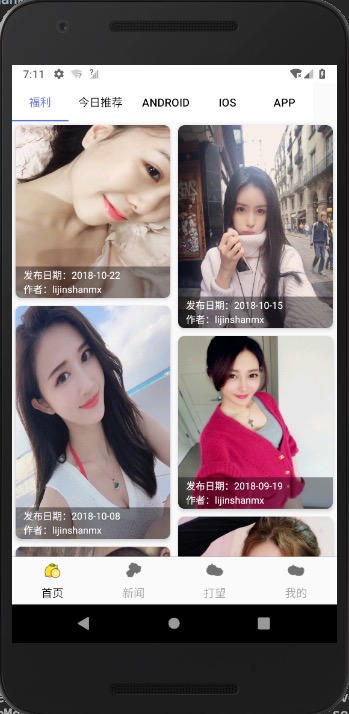 7:11
福利 今日推荐 ANDROID IOS APP
发布日期：2018-10-22
作者：lijinshanmx
发布日期：2018-10-15
作者：lijinshanmx
发布日期：2018-10-08
作者：lijinshanmx
发布日期：2018-09-19
作者：lijinshanmx
首页 新闻 打望 我的